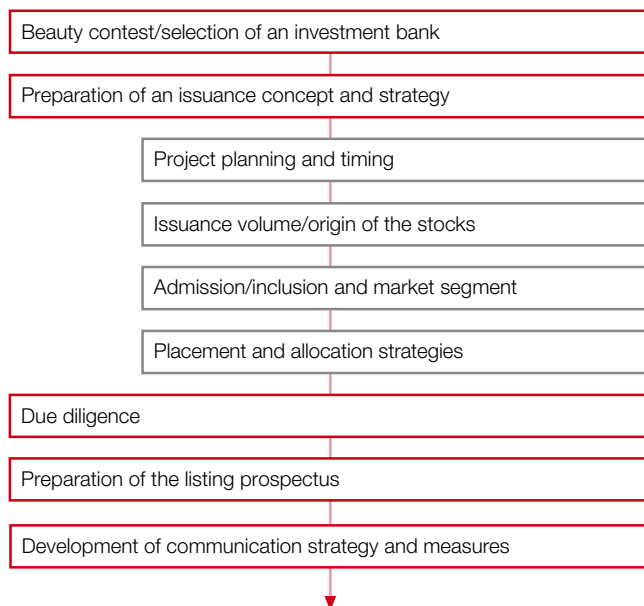 Beauty contest/selection of an investment bank
Preparation of an issuance concept and strategy
Project planning and timing
Issuance volume/origin of the stocks
Admission/inclusion and market segment
Placement and allocation strategies
Due diligence
Preparation of the listing prospectus
Development of communication strategy and measures